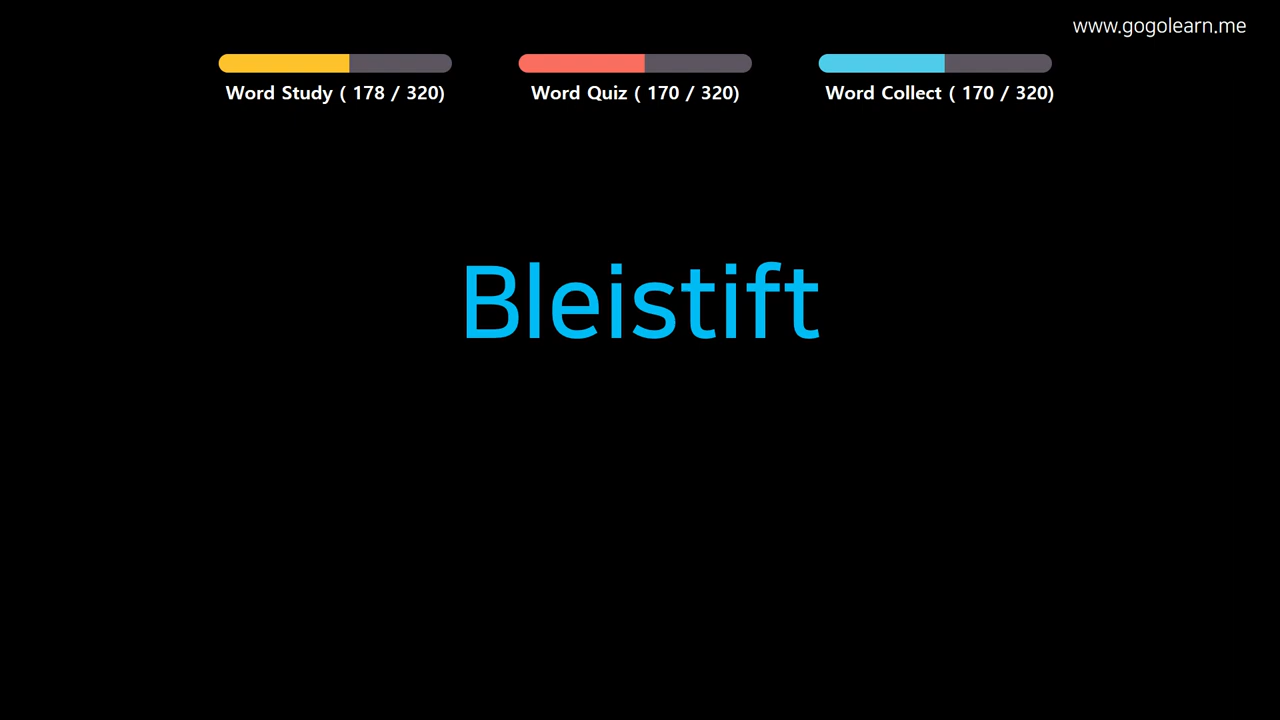 www.gogolearn.me
Word Study ( 178 / 320)
Word Quiz ( 170 / 320)
Word Collect ( 170 / 320)
Bleistift